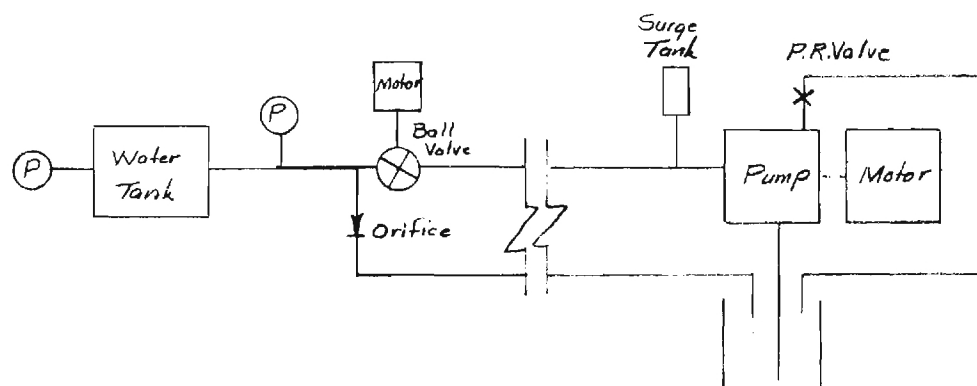 Surge
Tank
P.R.Valve
Motor
P
Ball
Valve
P
Water
Tank
Pump
Motor
Orifice